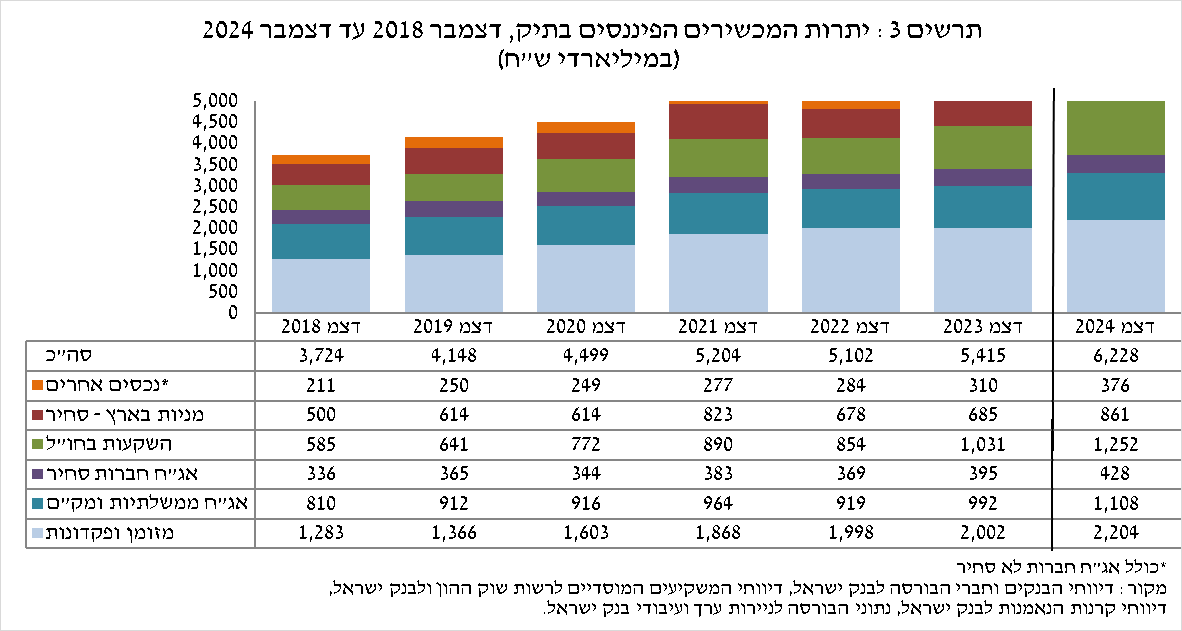 תרשים 3 : יתרות המכשירים הפיננסים בתיק, דצמבר 2018 עד דצמבר 2024
(במיליארדי ש״ח)
5,000
4,500
4,000
3,500
3,000
2,500
2,000
1,500
1,000
500
0
דצמ 2018 דצמ 2019 דצמ 2020 דצמ 2021 דצמ 2022 דצמ 2023 דצמ 2024
סה״כ 3,724 4,148 4,499 5,204 5,102 5,415 6,228
נכסים אחרים* 211 250 249 277 284 310 376
מניות בארץ - סחיר 500 614 614 823 678 685 861
השקעות בחו״ל 585 641 772 890 854 1,031 1,252
אג״ח חברות סחיר 336 365 344 383 369 395 428
אג״ח ממשלתיות ומק״ם 810 912 916 964 919 992 1,108
מזומן ופקדונות 1,283 1,366 1,603 1,868 1,998 2,002 2,204
*כולל אג״ח חברות לא סחיר
מקור : דיווחי הבנקים וחברי הבורסה לבנק ישראל, דיווחי המשקיעים המוסדיים לרשות שוק ההון ולבנק ישראל,
דיווחי קרנות הנאמנות לבנק ישראל, נתוני הבורסה לניירות ערך ועיבודי בנק ישראל.